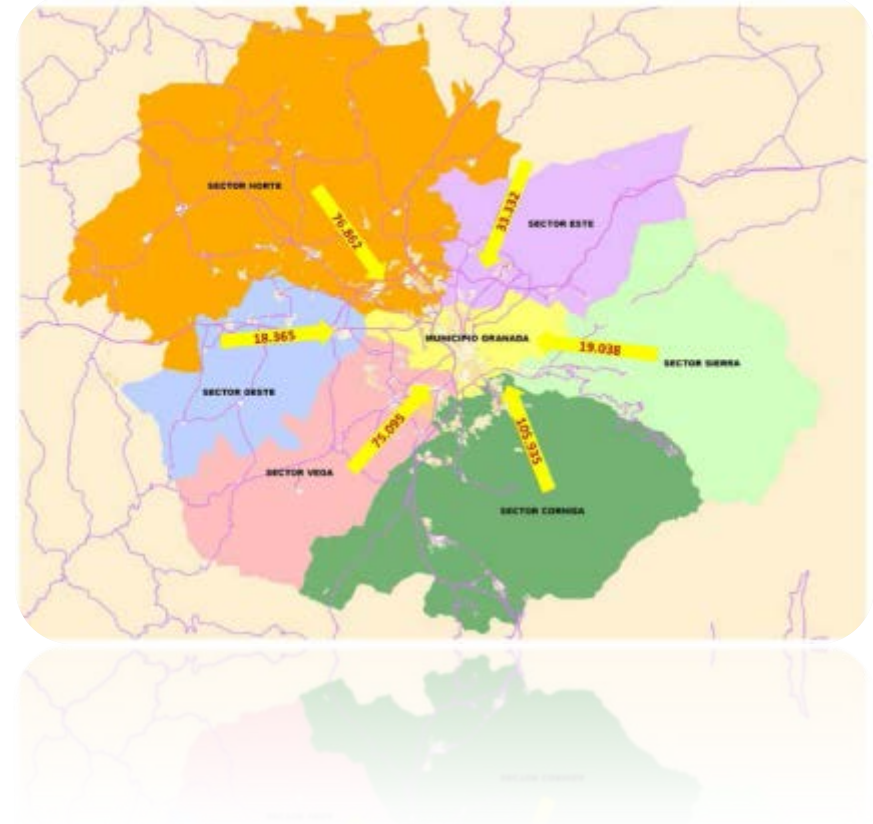 SECTOR NORTE
76.862
33.332
SECTOR ESTE
18.365
MUNICIPIO GRANADA
19.038
SECTOR SIERRA
SECTOR OESTE
75.095
105.935
SECTOR VEGA
SECTOR CORNISA